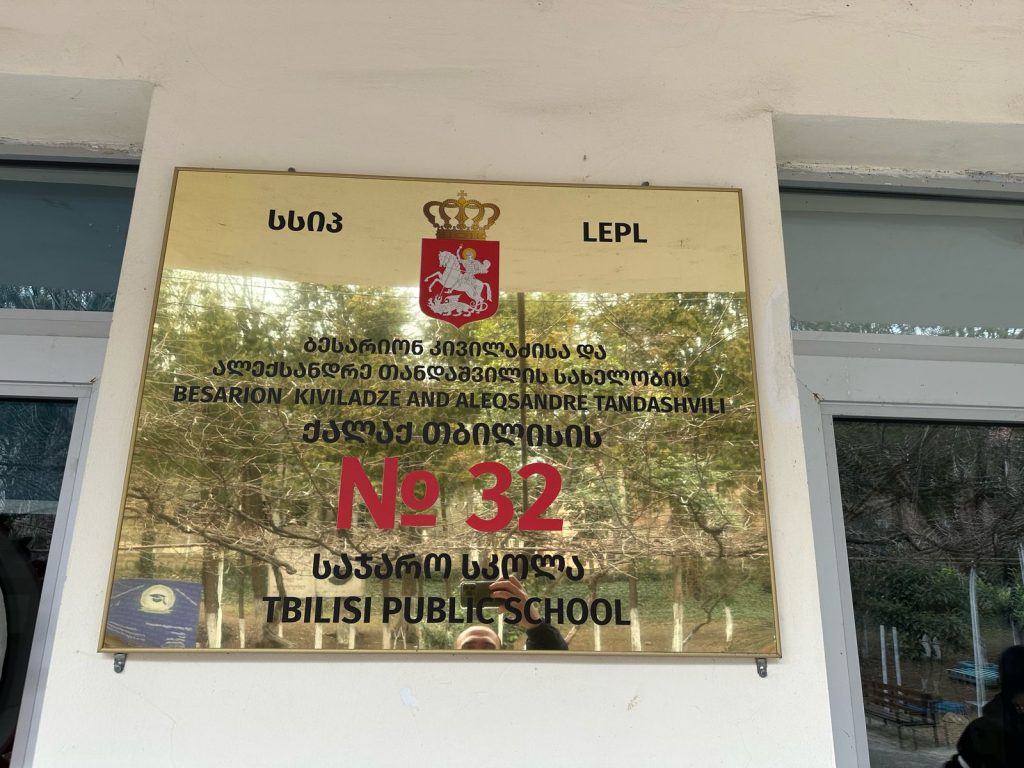 ᲡᲡᲘᲞ
LEPL
ᲑᲔᲡᲐᲠᲘᲝᲜ ᲙᲘᲕᲘᲚᲐᲫᲘᲡᲐ ᲓᲐ
ᲐᲚᲔᲥᲡᲐᲜᲓᲠᲔ ᲗᲐᲜᲓᲐᲨᲕᲘᲚᲘᲡ ᲡᲐᲮᲔᲚᲝᲑᲘᲡ
BESARION KIVILADZE AND ALEQSANDRE TANDASHVILI
ᲥᲐᲚᲐᲥ ᲗᲑᲘᲚᲘᲡᲘᲡ
№ 32
ᲡᲐᲯᲐᲠᲝ ᲡᲙᲝᲚᲐ
TBILISI PUBLIC SCHOOL